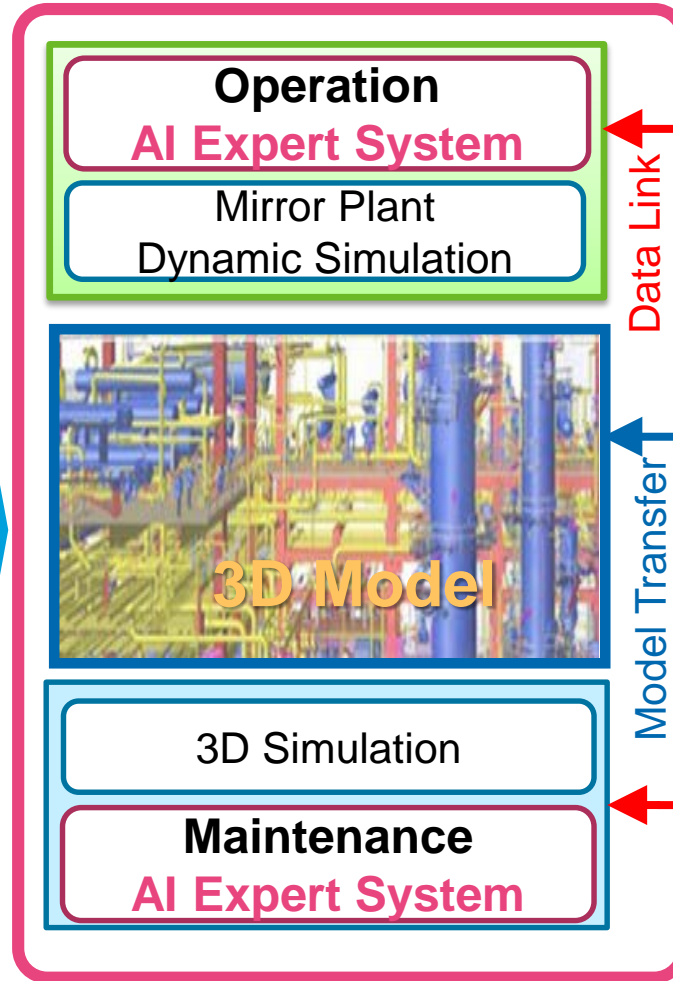 Operation
AI Expert System
Mirror Plant
Dynamic Simulation
Data Link
3D Model
Model Transfer
3D Simulation
Maintenance
AI Expert System